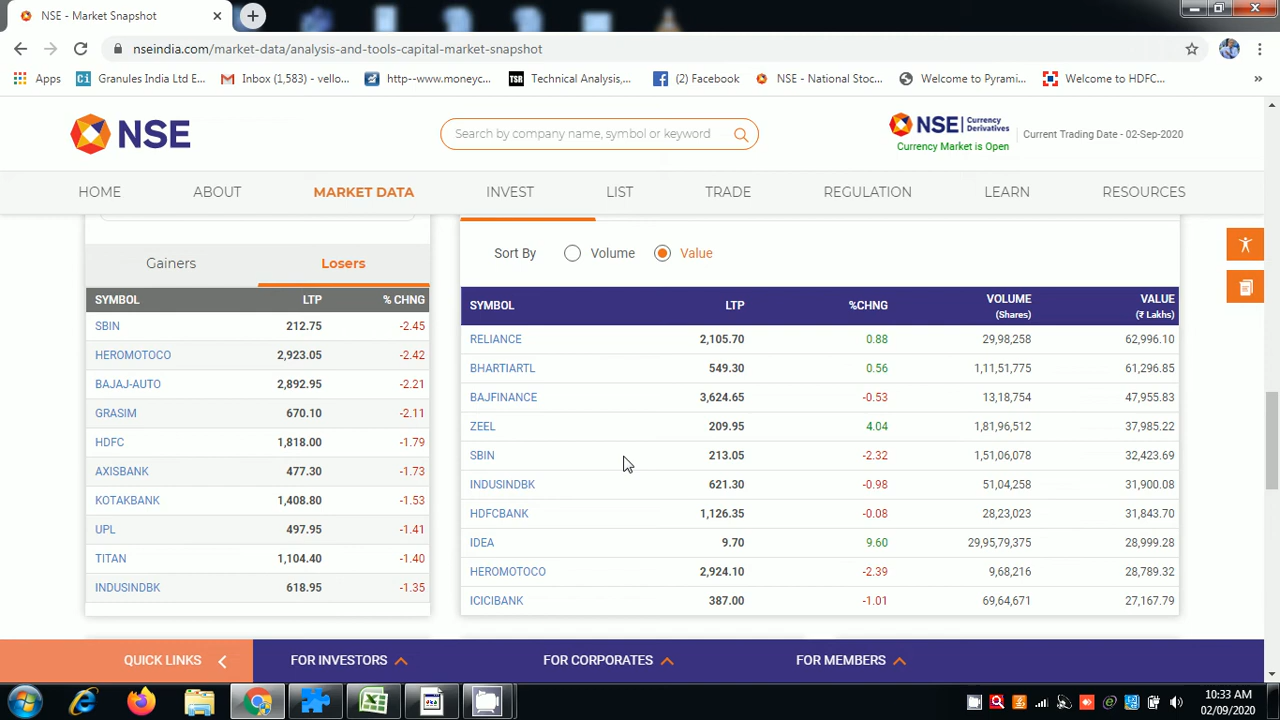 NSE - Market Snapshot
nseindia.com/market-data/analysis-and-tools-capital-market-snapshot
Apps
Granules India Ltd E...
Inbox (1,583) - vello...
http--www.moneyc...
Technical Analysis,...
(2) Facebook
NSE - National Stoc...
Welcome to Pyrami...
Welcome to HDFC...
NSE
Search by company name, symbol or keyword
NSE Currency Derivatives
Currency Market is Open
Current Trading Date - 02-Sep-2020
HOME ABOUT MARKET DATA INVEST LIST TRADE REGULATION LEARN RESOURCES
Gainers Losers
SYMBOL LTP % CHNG
SBIN 212.75 -2.45
HEROMOTOCO 2,923.05 -2.42
BAJAJ-AUTO 2,892.95 -2.21
GRASIM 670.10 -2.11
HDFC 1,818.00 -1.79
AXISBANK 477.30 -1.73
KOTAKBANK 1,408.80 -1.53
UPL 497.95 -1.41
TITAN 1,104.40 -1.40
INDUSINDBK 618.95 -1.35
Sort By Volume Value
SYMBOL LTP %CHNG VOLUME (Shares) VALUE (₹ Lakhs)
RELIANCE 2,105.70 0.88 29,98,258 62,996.10
BHARTIARTL 549.30 0.56 1,11,51,775 61,296.85
BAJFINANCE 3,624.65 -0.53 13,18,754 47,955.83
ZEEL 209.95 4.04 1,81,96,512 37,985.22
SBIN 213.05 -2.32 1,51,06,078 32,423.69
INDUSINDBK 621.30 -0.98 51,04,258 31,900.08
HDFCBANK 1,126.35 -0.08 28,23,023 31,843.70
IDEA 9.70 9.60 29,95,79,375 28,999.28
HEROMOTOCO 2,924.10 -2.39 9,68,216 28,789.32
ICICIBANK 387.00 -1.01 69,64,671 27,167.79
QUICK LINKS FOR INVESTORS FOR CORPORATES FOR MEMBERS
10:33 AM
02/09/2020